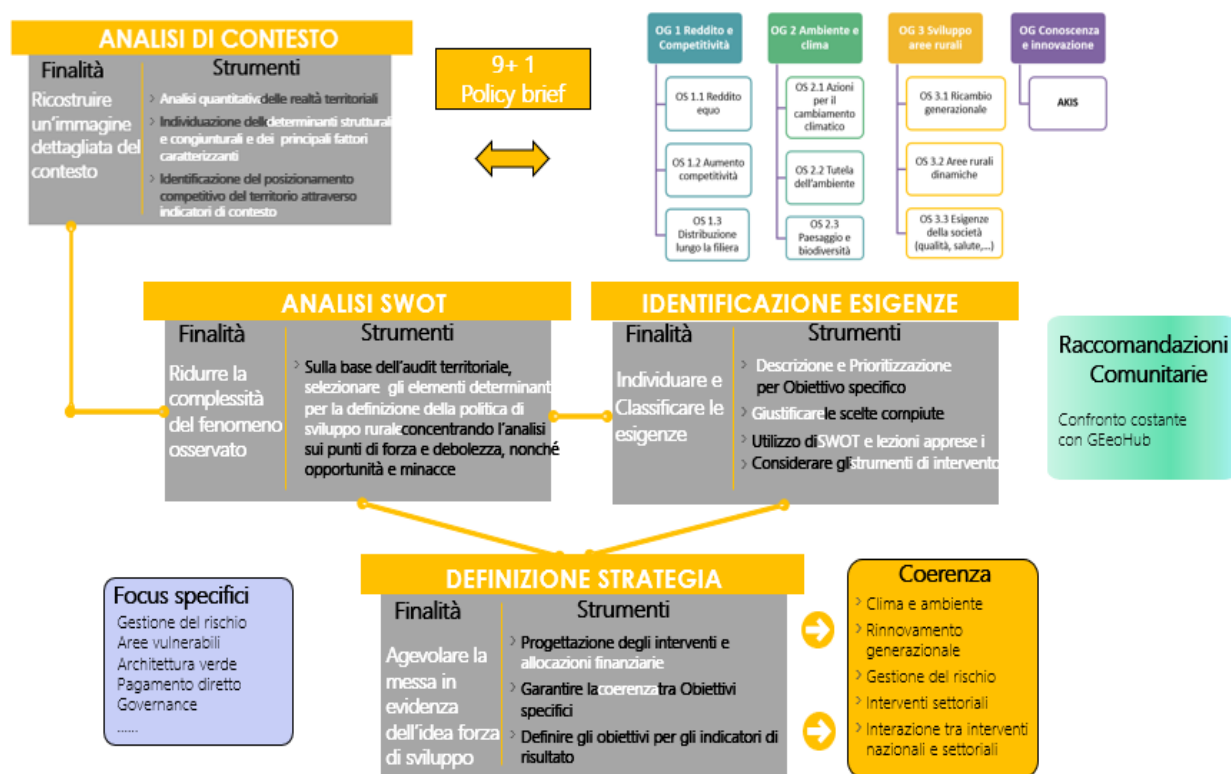 ANALISI DI CONTESTO
Finalità
Ricostruire
un'immagine
dettagliata del
contesto
Strumenti
> Analisi quantitativa delle realtà territoriali
> Individuazione delle determinanti strutturali
e congiunturali e dei principali fattori
caratterizzanti
> Identificazione del posizionamento
competitivo del territorio attraverso
indicatori di contesto
9+ 1
Policy brief
OG 1 Reddito e
Competitività
OS 1.1 Reddito
equo
OS 1.2 Aumento
competitività
OS 1.3
Distribuzione
lungo la filiera
OG 2 Ambiente e
clima
OS 2.1 Azioni
per il
cambiamento
climatico
OS 2.2 Tutela
dell'ambiente
OS 2.3
Paesaggio e
biodiversità
OG 3 Sviluppo
aree rurali
OS 3.1 Ricambio
generazionale
OS 3.2 Aree rurali
dinamiche
OS 3.3 Esigenze
della società
(qualità, salute,...)
OG Conoscenza
e innovazione
AKIS
ANALISI SWOT
Finalità
Ridurre la
complessità
del fenomeno
osservato
Strumenti
> Sulla base dell'audit territoriale,
selezionare gli elementi determinant
per la definizione della politica di
sviluppo rurale concentrando l'analisi
sui punti di forza e debolezza, nonché
opportunità e minacce
IDENTIFICAZIONE ESIGENZE
Finalità
Individuare e
Classificare le
esigenze
Strumenti
> Descrizione e Prioritizzazione
per Obiettivo specifico
> Giustificare le scelte compiute
> Utilizzo di SWOT e lezioni apprese i
> Considerare gli strumenti di intervento
Raccomandazioni
Comunitarie
Confronto costante
con GEeoHub
Focus specifici
Gestione del rischio
Aree vulnerabili
Architettura verde
Pagamento diretto
Governance
......
DEFINIZIONE STRATEGIA
Finalità
Agevolare la
messa in
evidenza
dell'idea forza
di sviluppo
Strumenti
> Progettazione degli interventi e
allocazioni finanziarie
> Garantire la coerenza tra Obiettivi
specifici
> Definire gli obiettivi per gli indicatori di
risultato
Coerenza
> Clima e ambiente
> Rinnovamento
generazionale
> Gestione del rischio
> Interventi settoriali
> Interazione tra interventi
nazionali e settoriali